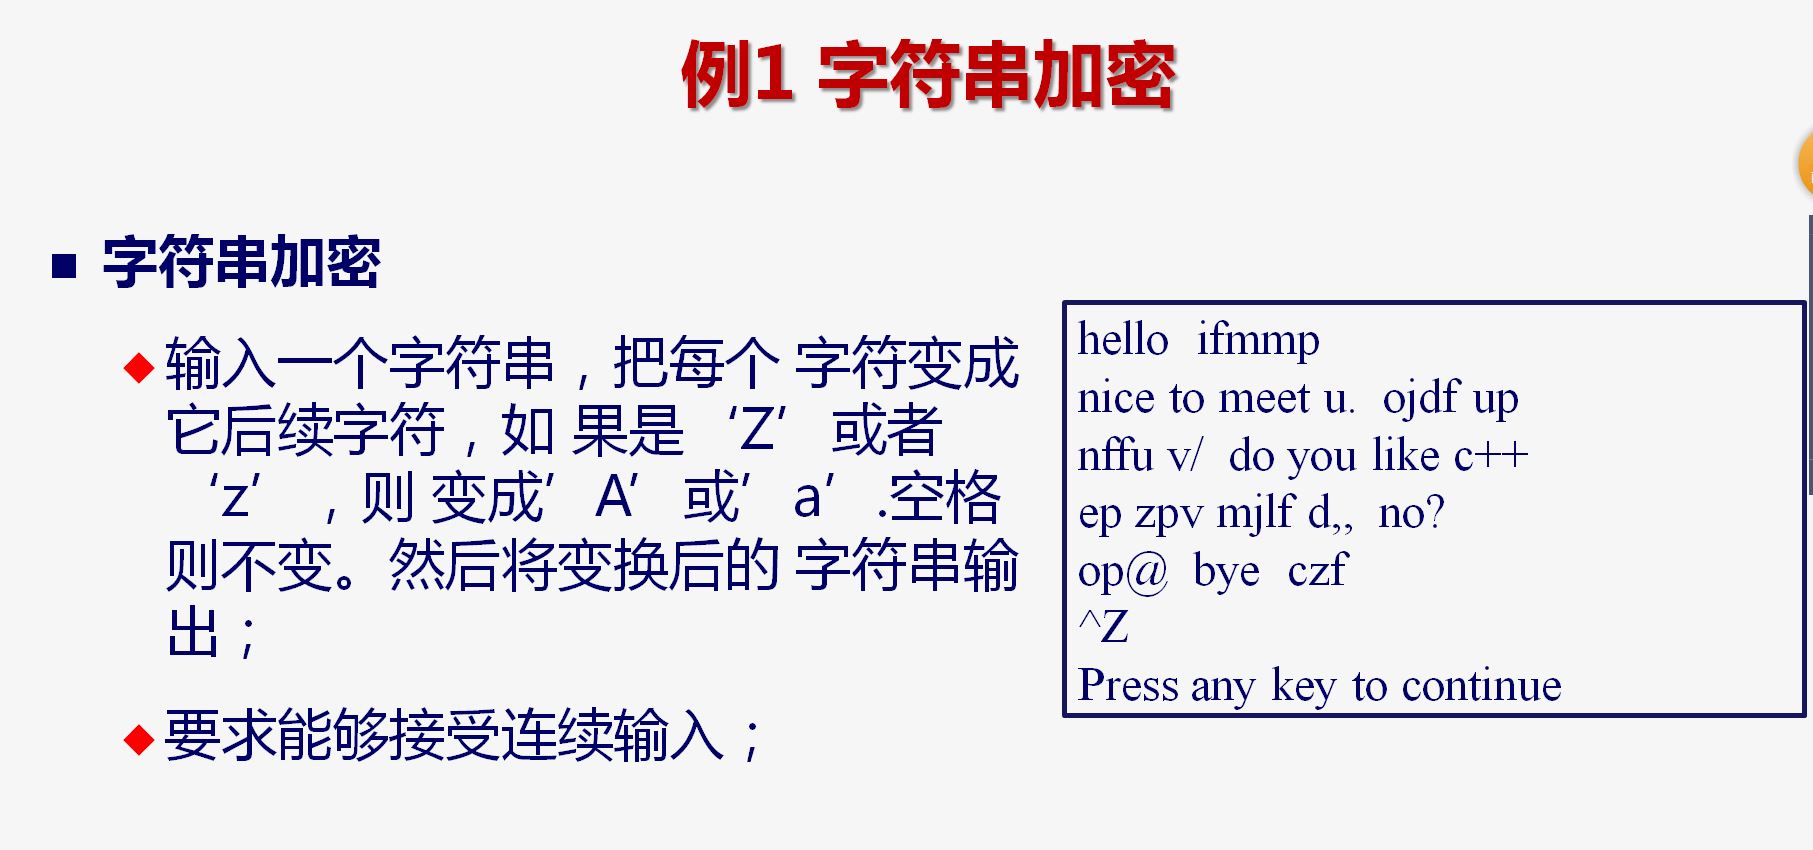 例1 字符串加密
字符串加密
输入一个字符串，把每个 字符变成
它后续字符，如 果是‘Z’或者
‘z’，则 变成’A’或’a’.空格
则不变。然后将变换后的 字符串输
出；
要求能够接受连续输入；
hello  ifmmp
nice to meet u.  ojdf up
nffu v/  do you like c++
ep zpv mjlf d,,  no?
op@  bye  czf
^Z
Press any key to continue